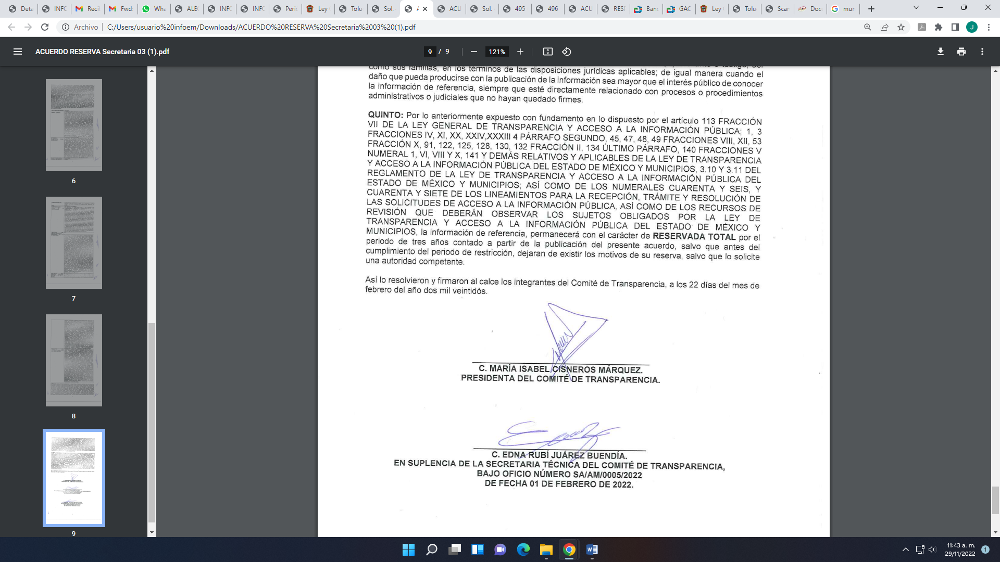 Deta
INFO
Recil
Fwd:
Wha
ALEC
INFC
INFC
Peric
Ley
Tolu
Sol.
ACU
Sol.
495
496
ACU
RESF
Banc
GAC
Ley
Tolu
Scar
Doc
mun
Archivo
C:/Users/usuario%20infoem/Downloads/ACUERDO%20RESERVA%20Secretaria%2003%20(1).pdf
J
ACUERDO RESERVA Secretaria 03 (1).pdf
9 / 9
121%
6
7
8
9
como sus familias, en los términos de las disposiciones jurídicas aplicables; de igual manera cuando el
daño que pueda producirse con la publicación de la información sea mayor que el interés público de conocer
la información de referencia, siempre que esté directamente relacionado con procesos o procedimientos
administrativos o judiciales que no hayan quedado firmes.
QUINTO: Por lo anteriormente expuesto con fundamento en lo dispuesto por el artículo 113 FRACCIÓN
VII DE LA LEY GENERAL DE TRANSPARENCIA Y ACCESO A LA INFORMACIÓN PÚBLICA; 1, 3
FRACCIONES IV, XI, XX, XXIV,XXXIII 4 PÁRRAFO SEGUNDO, 45, 47, 48, 49 FRACCIONES VIII, XII, 53
FRACCIÓN X, 91, 122, 125, 128, 130, 132 FRACCIÓN II, 134 ÚLTIMO PÁRRAFO, 140 FRACCIONES V
NUMERAL 1, VI, VIII Y X, 141 Y DEMÁS RELATIVOS Y APLICABLES DE LA LEY DE TRANSPARENCIA
Y ACCESO A LA INFORMACIÓN PÚBLICA DEL ESTADO DE MÉXICO Y MUNICIPIOS, 3.10 Y 3.11 DEL
REGLAMENTO DE LA LEY DE TRANSPARENCIA Y ACCESO A LA INFORMACIÓN PÚBLICA DEL
ESTADO DE MÉXICO Y MUNICIPIOS; ASÍ COMO DE LOS NUMERALES CUARENTA Y SEIS, Y
CUARENTA Y SIETE DE LOS LINEAMIENTOS PARA LA RECEPCIÓN, TRÁMITE Y RESOLUCIÓN DE
LAS SOLICITUDES DE ACCESO A LA INFORMACIÓN PÚBLICA, ASÍ COMO DE LOS RECURSOS DE
REVISIÓN QUE DEBERÁN OBSERVAR LOS SUJETOS OBLIGADOS POR LA LEY DE
TRANSPARENCIA Y ACCESO A LA INFORMACIÓN PÚBLICA DEL ESTADO DE MÉXICO Y
MUNICIPIOS, la información de referencia, permanecerá con el carácter de RESERVADA TOTAL por el
periodo de tres años contado a partir de la publicación del presente acuerdo, salvo que antes del
cumplimiento del periodo de restricción, dejaran de existir los motivos de su reserva, salvo que lo solicite
una autoridad competente.
Así lo resolvieron y firmaron al calce los integrantes del Comité de Transparencia, a los 22 días del mes de
febrero del año dos mil veintidós.
C. MARÍA ISABEL CISNEROS MÁRQUEZ.
PRESIDENTA DEL COMITÉ DE TRANSPARENCIA.
C. EDNA RUBÍ JUÁREZ BUENDÍA.
EN SUPLENCIA DE LA SECRETARIA TÉCNICA DEL COMITÉ DE TRANSPARENCIA,
BAJO OFICIO NÚMERO SA/AM/0005/2022
DE FECHA 01 DE FEBRERO DE 2022.
11:43 a. m.
29/11/2022
1